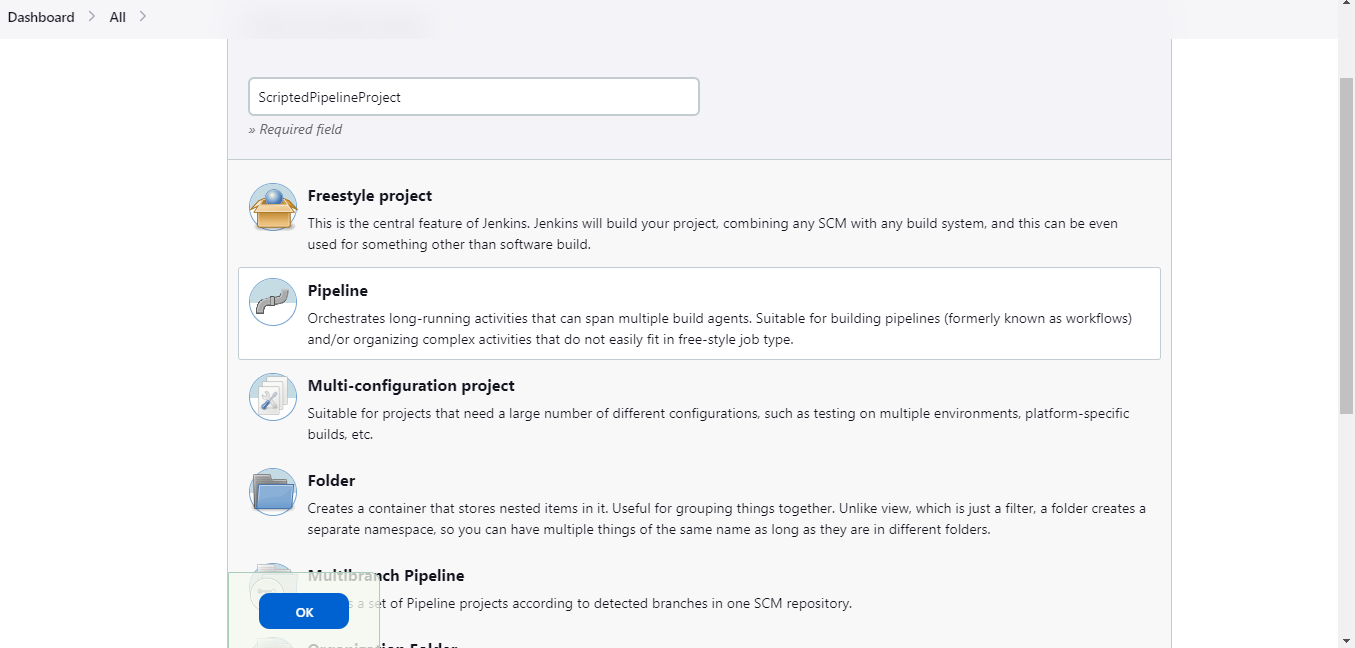 Dashboard > All >
ScriptedPipelineProject
» Required field
Freestyle project
This is the central feature of Jenkins. Jenkins will build your project, combining any SCM with any build system, and this can be even
used for something other than software build.
Pipeline
Orchestrates long-running activities that can span multiple build agents. Suitable for building pipelines (formerly known as workflows)
and/or organizing complex activities that do not easily fit in free-style job type.
Multi-configuration project
Suitable for projects that need a large number of different configurations, such as testing on multiple environments, platform-specific
builds, etc.
Folder
Creates a container that stores nested items in it. Useful for grouping things together. Unlike view, which is just a filter, a folder creates a
separate namespace, so you can have multiple things of the same name as long as they are in different folders.
Multibranch Pipeline
a set of Pipeline projects according to detected branches in one SCM repository.
OK
Organization Folder